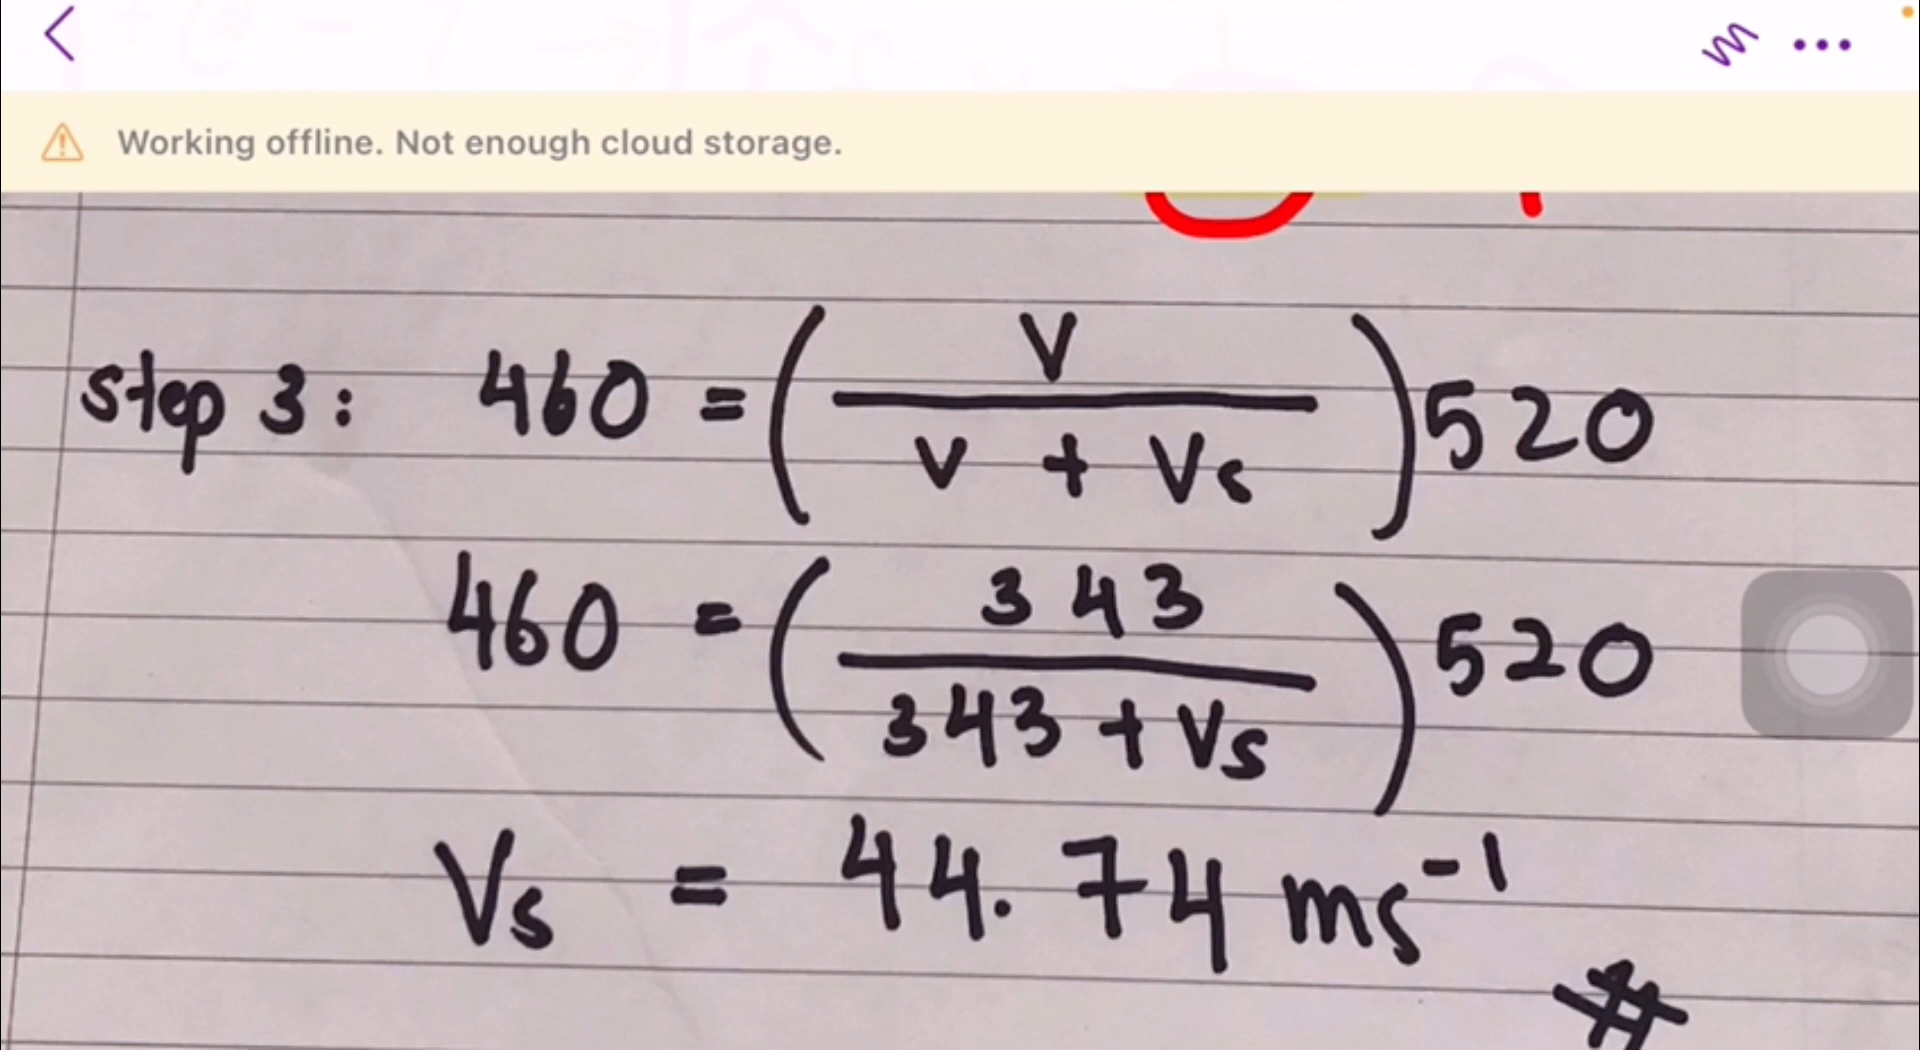 Working offline. Not enough cloud storage.
step 3: 460 = ( V / V + Vs ) 520
460 = ( 343 / 343 + Vs ) 520
Vs = 44.74 ms⁻¹
#